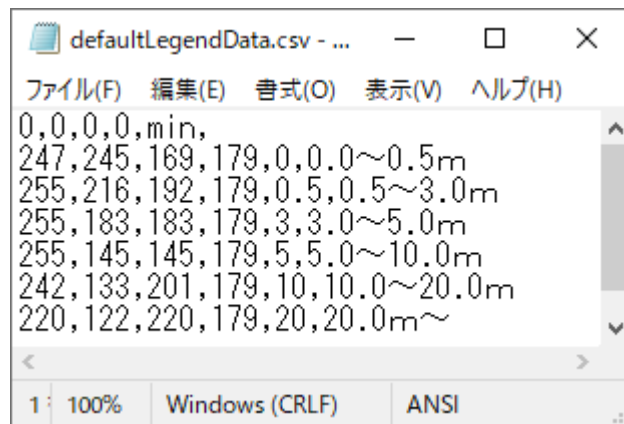 defaultLegendData.csv - ...
ファイル(F) 編集(E) 書式(O) 表示(V) ヘルプ(H)
0,0,0,0,min,
247,245,169,179,0,0.0～0.5m
255,216,192,179,0.5,0.5～3.0m
255,183,183,179,3,3.0～5.0m
255,145,145,179,5,5.0～10.0m
242,133,201,179,10,10.0～20.0m
220,122,220,179,20,20.0m～
100% Windows (CRLF) ANSI